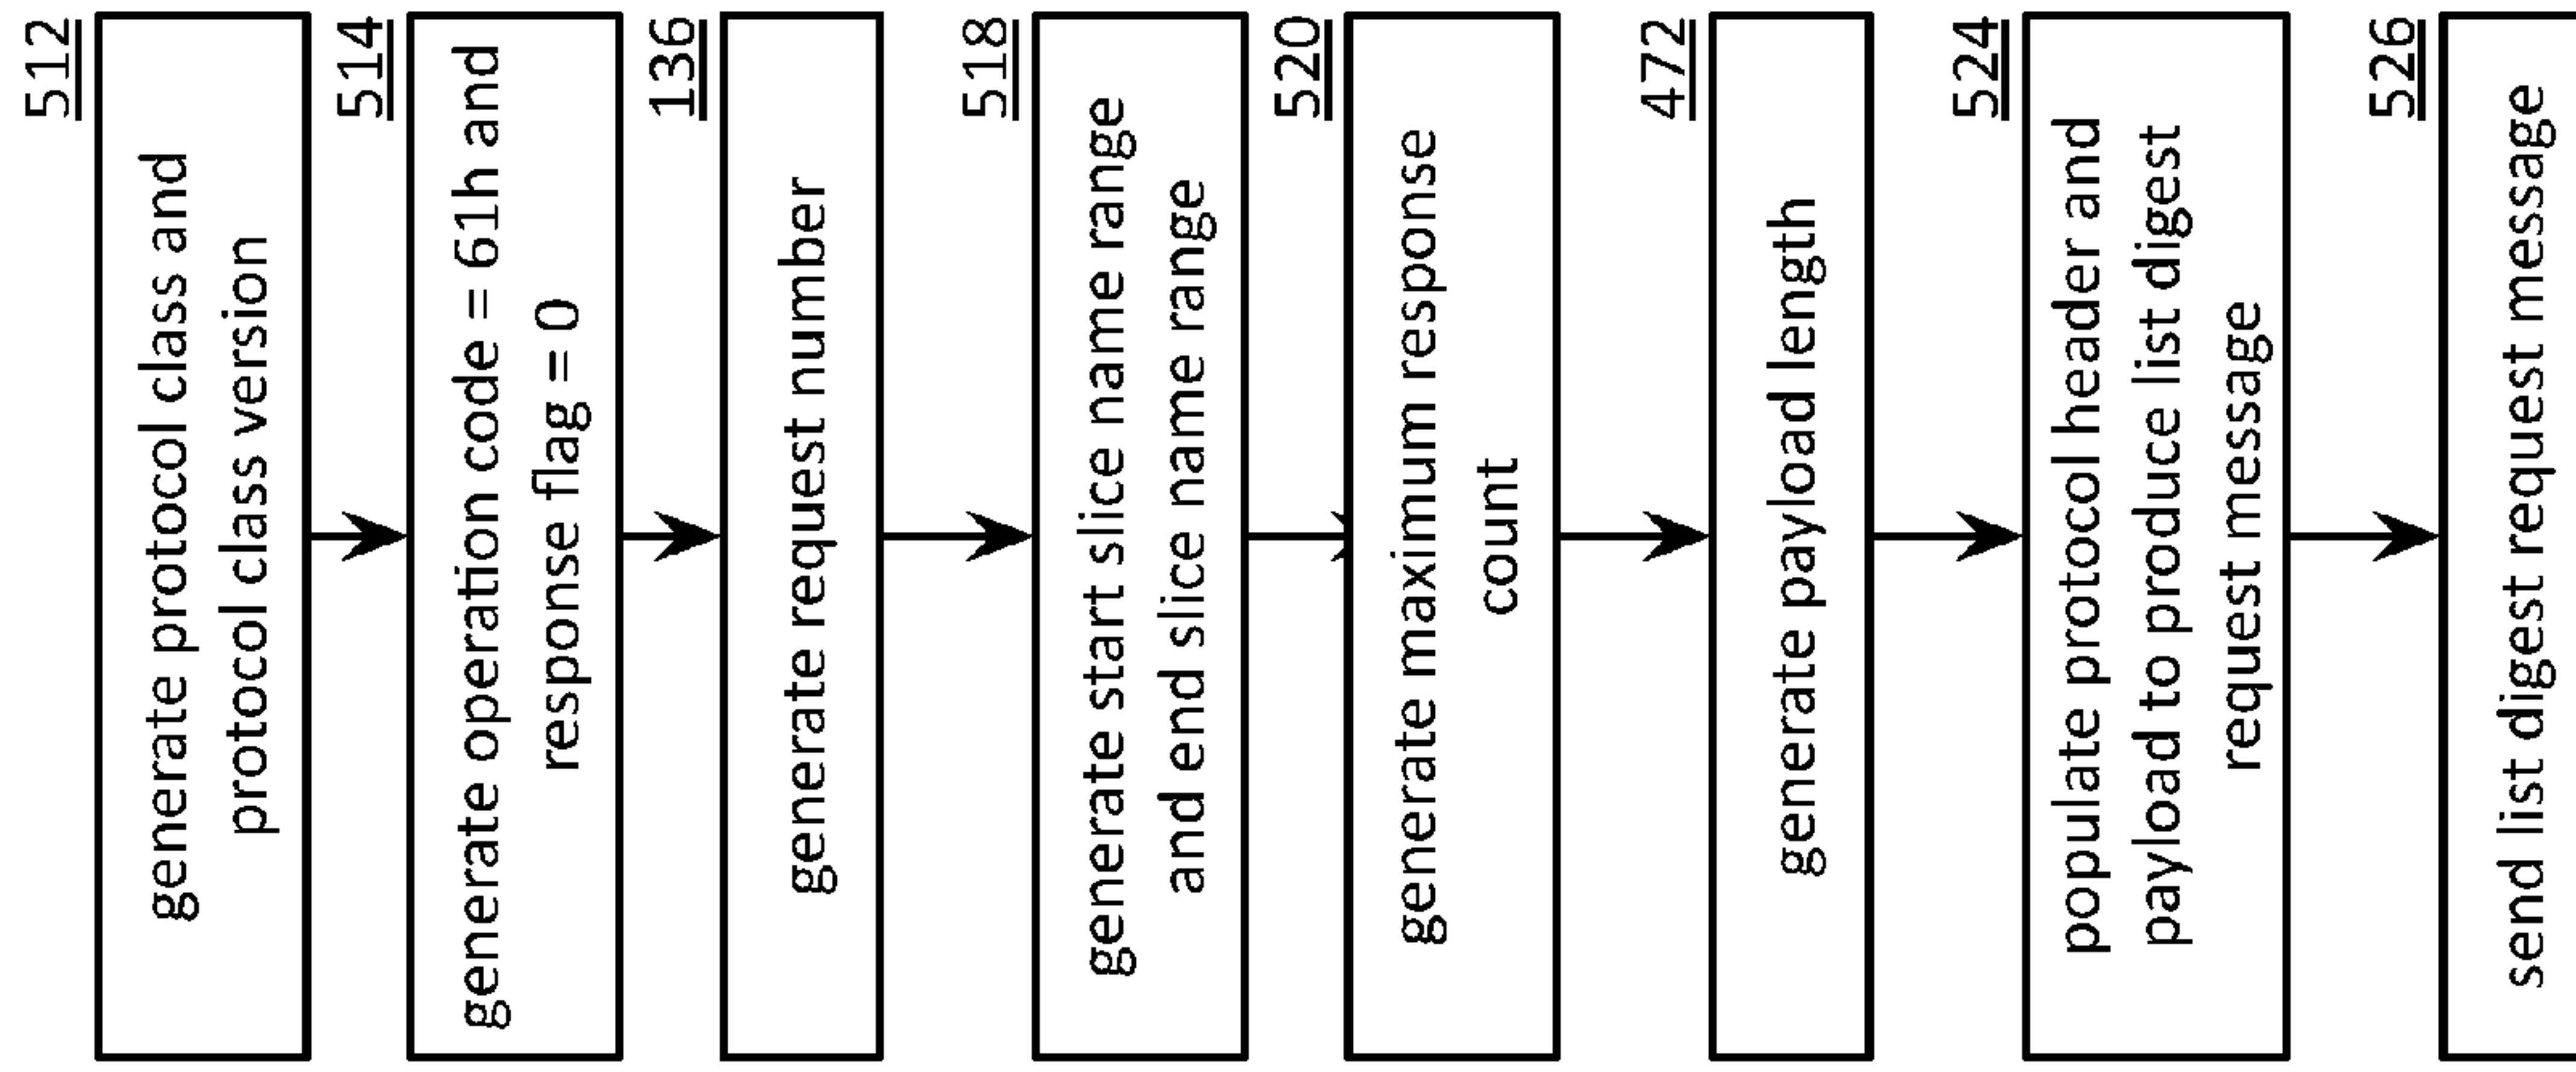 512
generate protocol class and
protocol class version
514
generate operation code = 61h and
response flag = 0
136
generate request number
518
generate start slice name range
and end slice name range
520
generate maximum response
count
472
generate payload length
524
populate protocol header and
payload to produce list digest
request message
526
send list digest request message